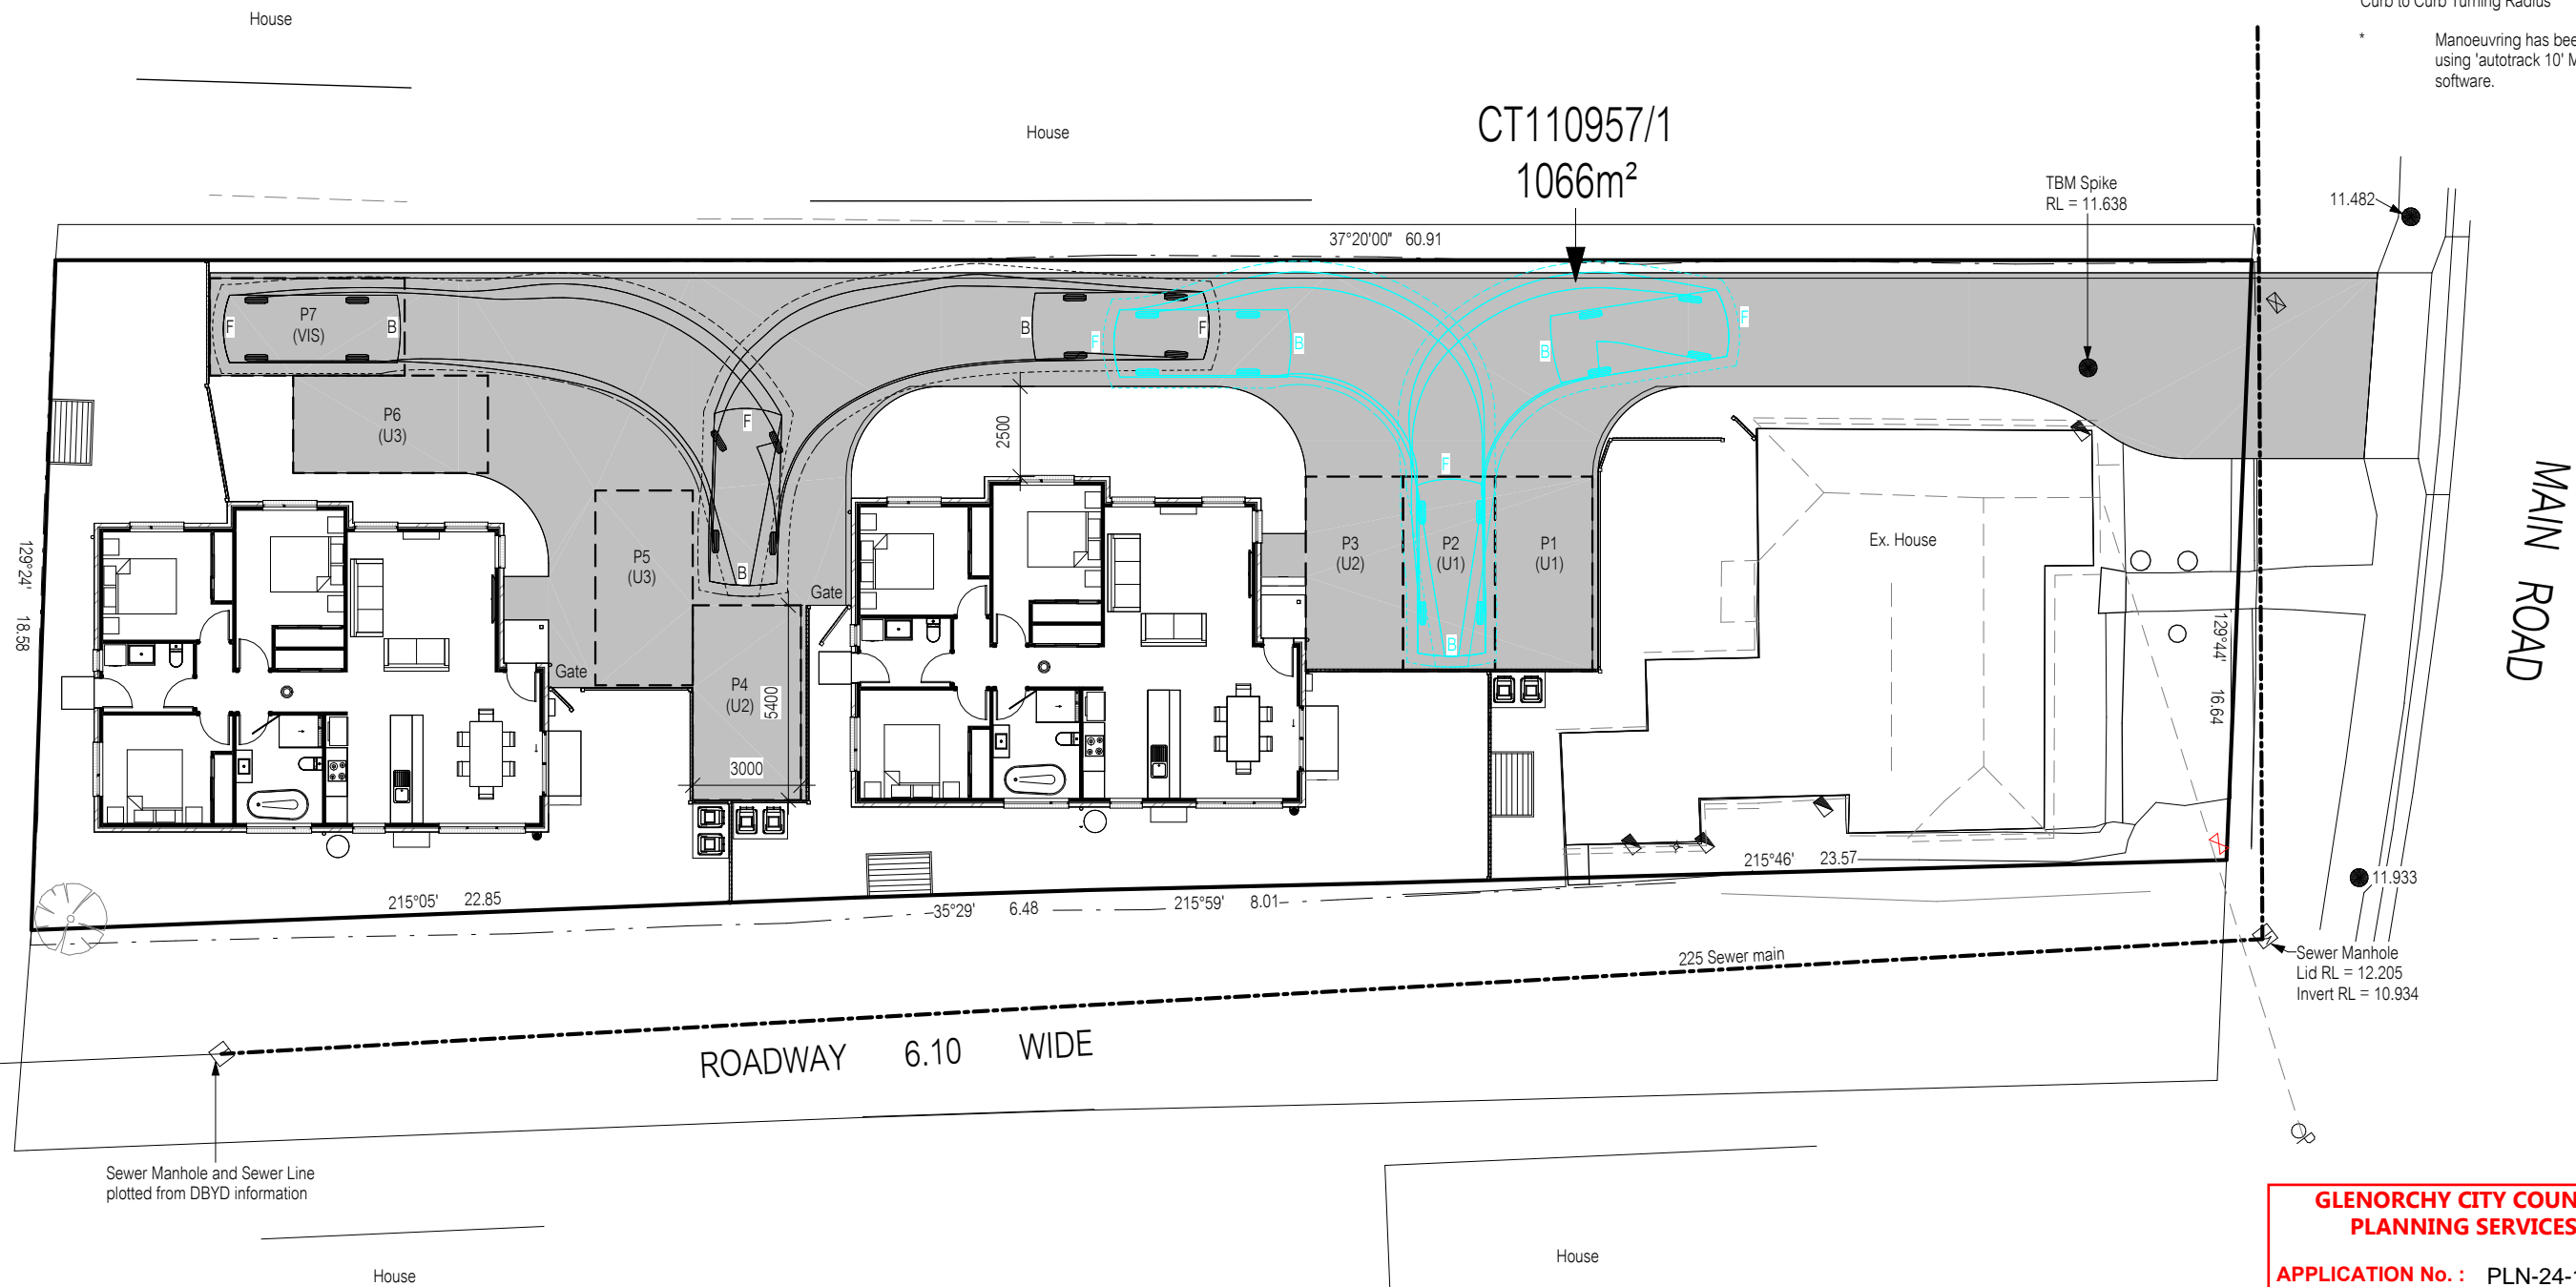 House
Curb to Curb Turning Radius
*
Manoeuvring has
using 'autotrack 10'
software.
House
CT110957/1
1066m²
TBM Spike
RL = 11.638
11.482
37°20'00" 60.91
P7
(VIS)
F
B
B
F
F
B
B
F
P6
(U3)
F
B
2500
F
B
P5
(U3)
P4
(U2)
5400
3000
Gate
Gate
P3
(U2)
P2
(U1)
P1
(U1)
Ex. House
MAIN ROAD
129°24' 18.58
129°44' 16.64
215°05' 22.85
35°29' 6.48
215°59' 8.01
215°46' 23.57
11.933
225 Sewer main
Sewer Manhole
Lid RL = 12.205
Invert RL = 10.934
ROADWAY 6.10 WIDE
Sewer Manhole and Sewer Line
plotted from DBYD information
House
House
GLENORCHY CITY
PLANNING SERVICES
APPLICATION No. : PLN-24-